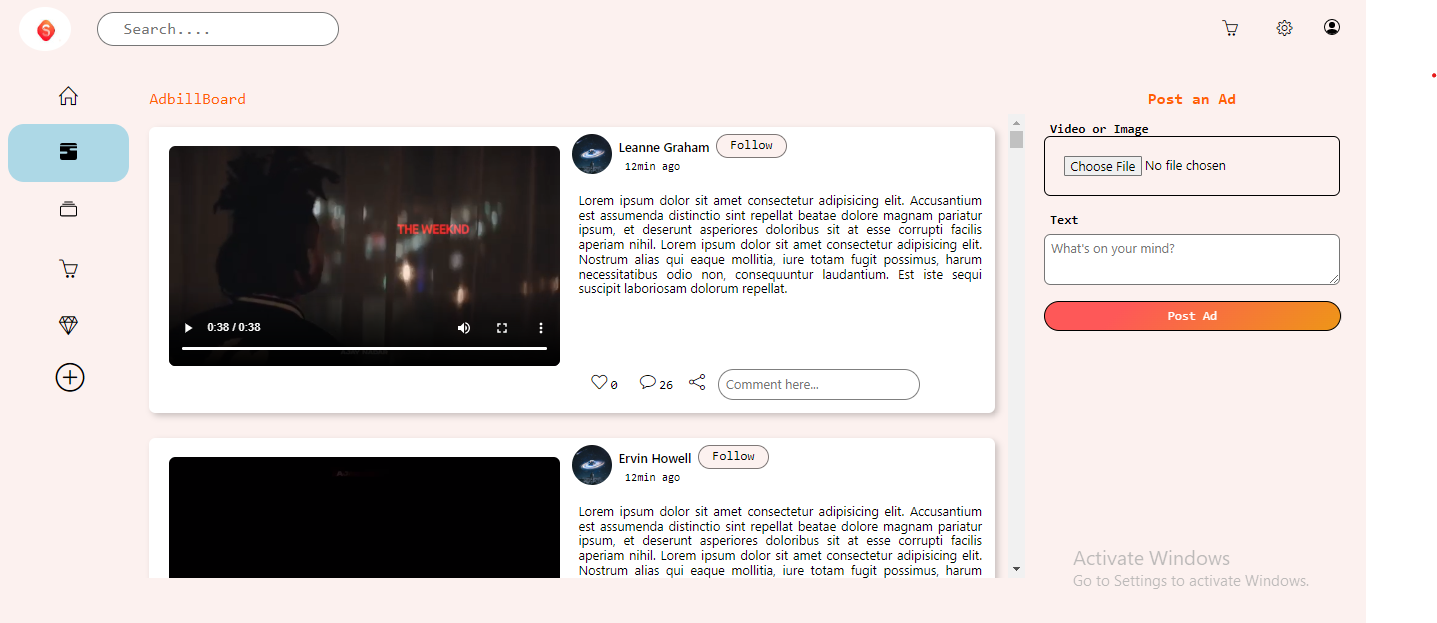 S
Search....
AdbillBoard
Post an Ad
THE WEEKND
0:38 / 0:38
Leanne Graham
Follow
12min ago
Lorem ipsum dolor sit amet consectetur adipisicing elit. Accusantium
est assumenda distinctio sint repellat beatae dolore magnam pariatur
ipsum, et deserunt asperiores doloribus sit at esse corrupti facilis
aperiam nihil. Lorem ipsum dolor sit amet consectetur adipisicing elit.
Nostrum alias qui eaque mollitia, iure totam fugit possimus, harum
necessitatibus odio non, consequuntur laudantium. Est iste sequi
suscipit laboriosam dolorum repellat.
0
26
Comment here...
Ervin Howell
Follow
12min ago
Lorem ipsum dolor sit amet consectetur adipisicing elit. Accusantium
est assumenda distinctio sint repellat beatae dolore magnam pariatur
ipsum, et deserunt asperiores doloribus sit at esse corrupti facilis
aperiam nihil. Lorem ipsum dolor sit amet consectetur adipisicing elit.
Nostrum alias qui eaque mollitia, iure totam fugit possimus, harum
Video or Image
Choose File No file chosen
Text
What's on your mind?
Post Ad
Activate Windows
Go to Settings to activate Windows.